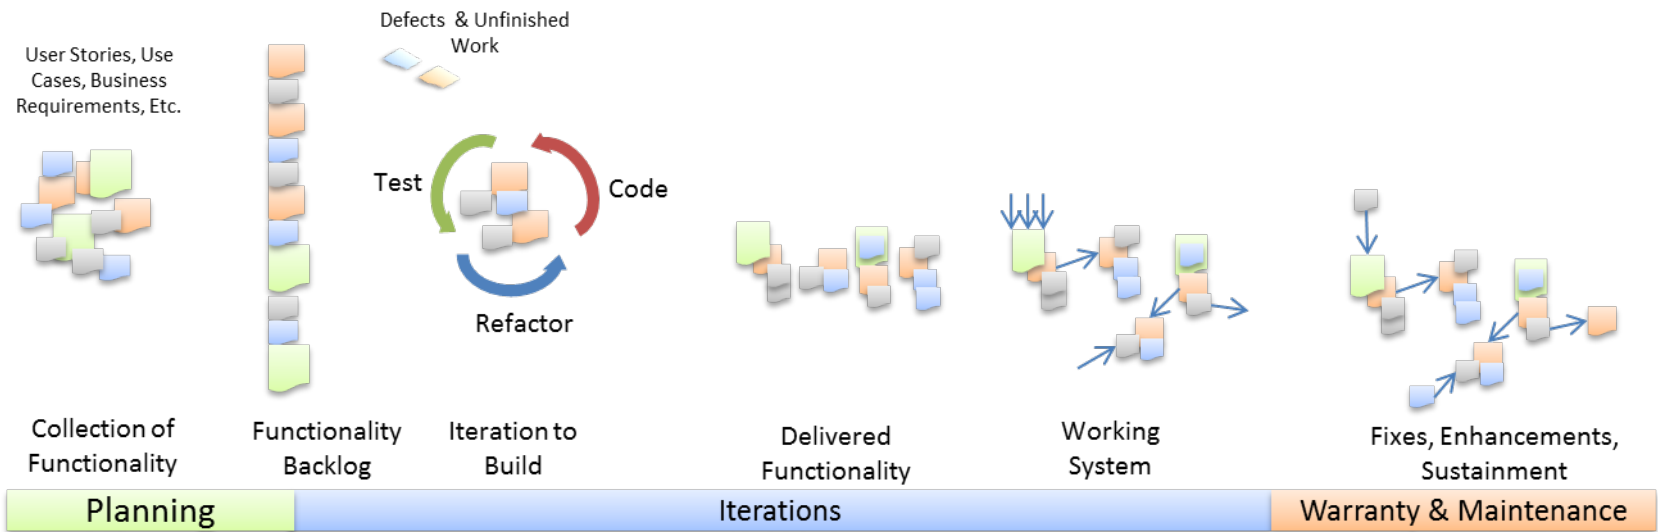 User Stories, Use
Cases, Business
Requirements, Etc.
Defects & Unfinished
Work
Test
Code
Refactor
Collection of
Functionality
Functionality
Backlog
Iteration to
Build
Delivered
Functionality
Working
System
Fixes, Enhancements,
Sustainment
Planning
Iterations
Warranty & Maintenance